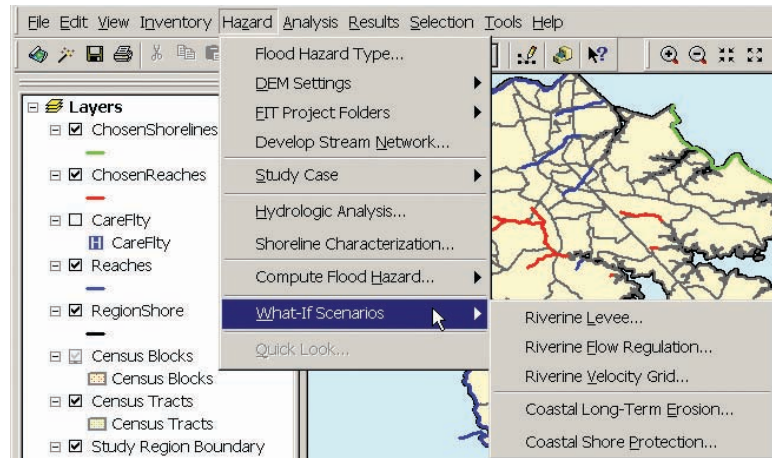 File Edit View Inventory Hazard Analysis Results Selection Tools Help
Layers
ChosenShorelines
ChosenReaches
CareFlty
H CareFlty
Reaches
RegionShore
Census Blocks
Census Blocks
Census Tracts
Census Tracts
Study Region Boundary
Flood Hazard Type...
DEM Settings
FIT Project Folders
Develop Stream Network...
Study Case
Hydrologic Analysis...
Shoreline Characterization...
Compute Flood Hazard...
What-If Scenarios
Quick Look...
Riverine Levee...
Riverine Flow Regulation...
Riverine Velocity Grid...
Coastal Long-Term Erosion...
Coastal Shore Protection...